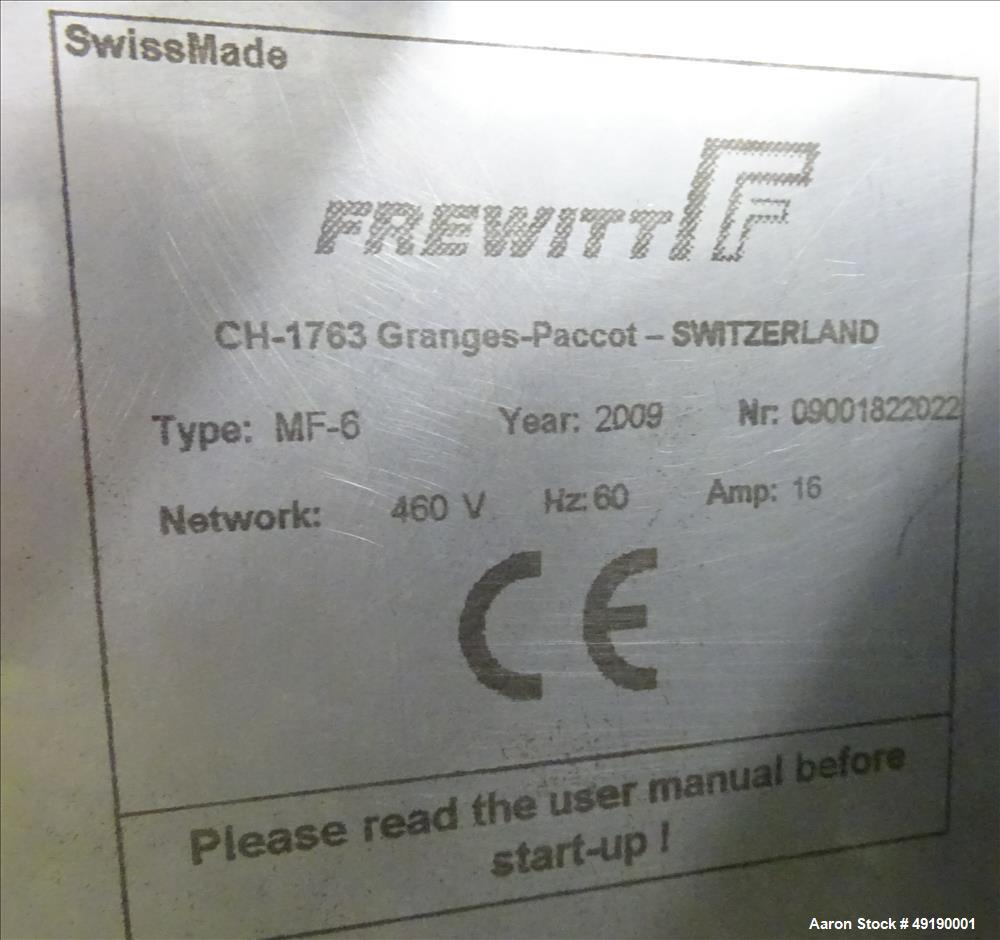 SwissMade
FREWITT F
CH-1763 Granges-Paccot – SWITZERLAND
Type: MF-6 Year: 2009 Nr: 09001822022
Network: 460 V Hz: 60 Amp: 16
CE
Please read the user manual before
start-up !
Aaron Stock # 49190001